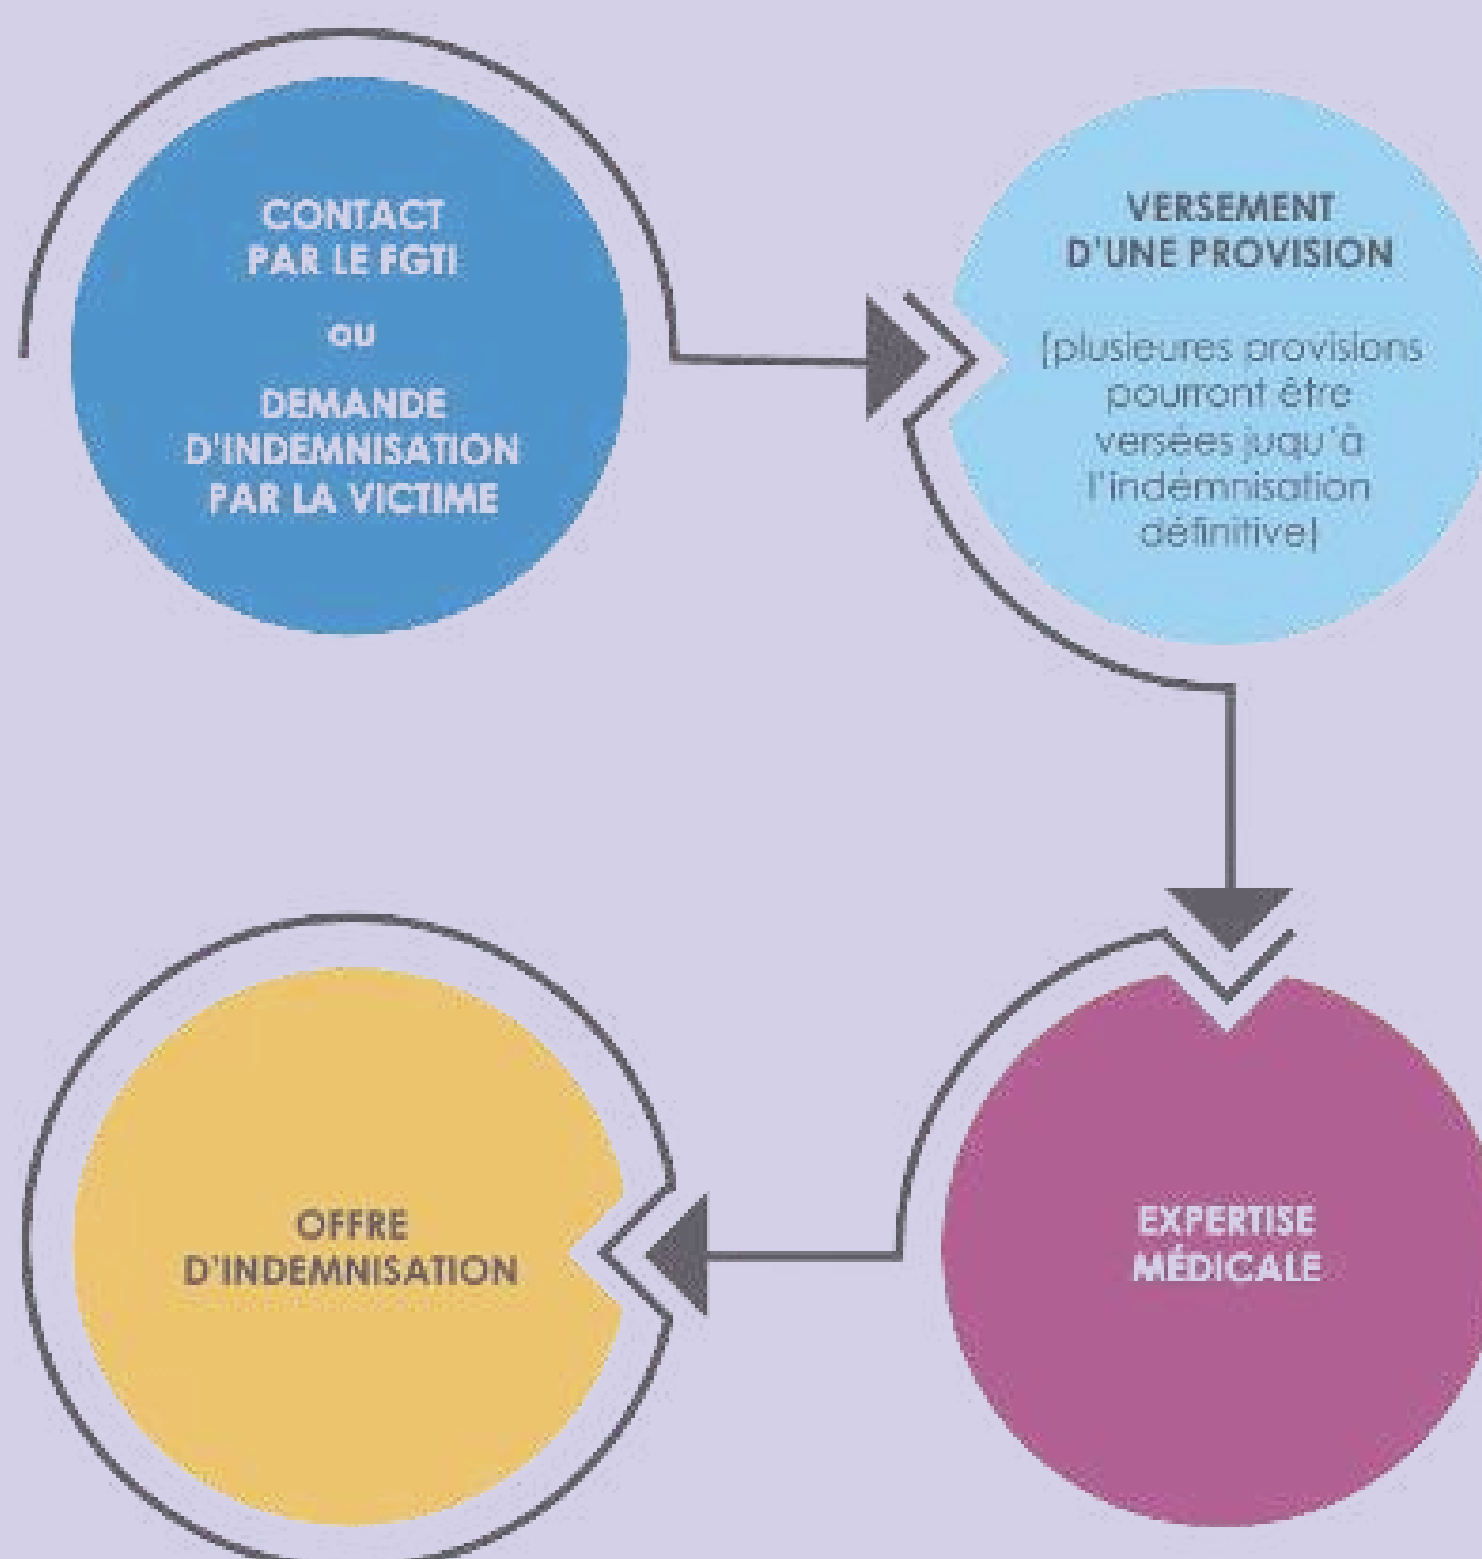 CONTACT
PAR LE FGTI
ou
DEMANDE
D'INDEMNISATION
PAR LA VICTIME
VERSEMENT
D'UNE PROVISION
(plusieures provisions
pourront être
versées juqu'à
l'indémnisation
définitive)
EXPERTISE
MÉDICALE
OFFRE
D'INDEMNISATION